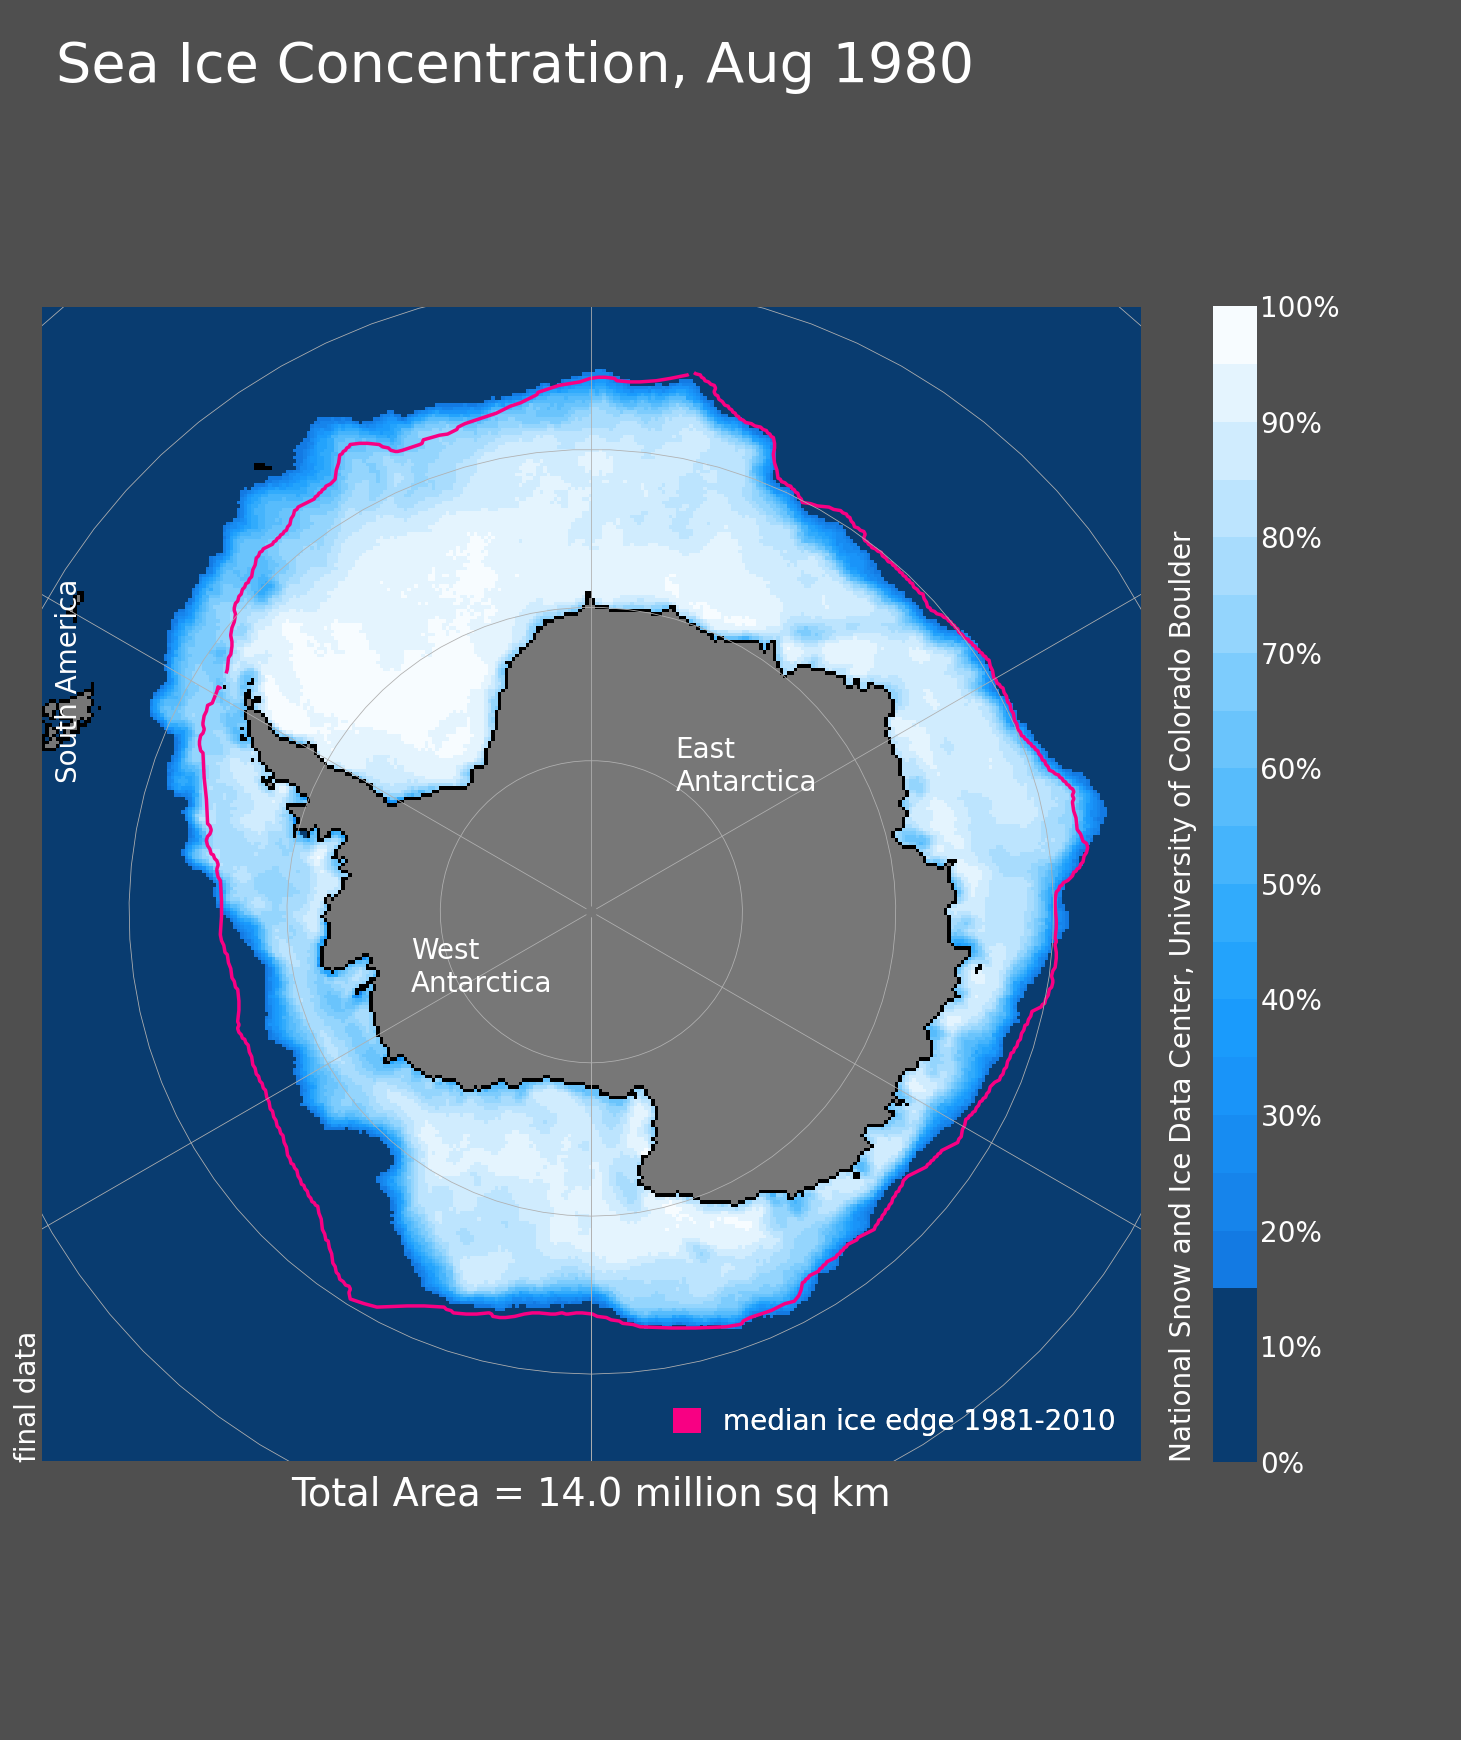 Sea Ice Concentration, Aug 1980
South America
East
Antarctica
West
Antarctica
final data
median ice edge 1981-2010
National Snow and Ice Data Center, University of Colorado Boulder
100%
90%
80%
70%
60%
50%
40%
30%
20%
10%
0%
Total Area = 14.0 million sq km